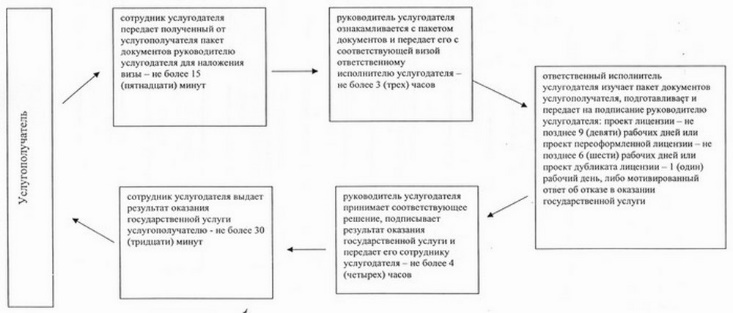 Услугополучатель
сотрудник услугодателя
передает полученный от
услугополучателя пакет
документов руководителю
услугодателя для наложения
визы – не более 15
(пятнадцати) минут
руководитель услугодателя
ознакамливается с пакетом
документов и передает его с
соответствующей визой
ответственному
исполнителю услугодателя –
не более 3 (трех) часов
ответственный исполнитель
услугодателя изучает пакет документов
услугополучателя, подготавливает и
передает на подписание руководителю
услугодателя: проект лицензии – не
позднее 9 (девяти) рабочих дней или
проект переоформленной лицензии – не
позднее 6 (шести) рабочих дней или
проект дубликата лицензии – 1 (один)
рабочий день, либо мотивированный
ответ об отказе в оказании
государственной услуги
руководитель услугодателя
принимает соответствующее
решение, подписывает
результат оказания
государственной услуги и
передает его сотруднику
услугодателя – не более 4
(четырех) часов
сотрудник услугодателя выдает
результат оказания
государственной услуги
услугополучателю - не более 30
(тридцати) минут